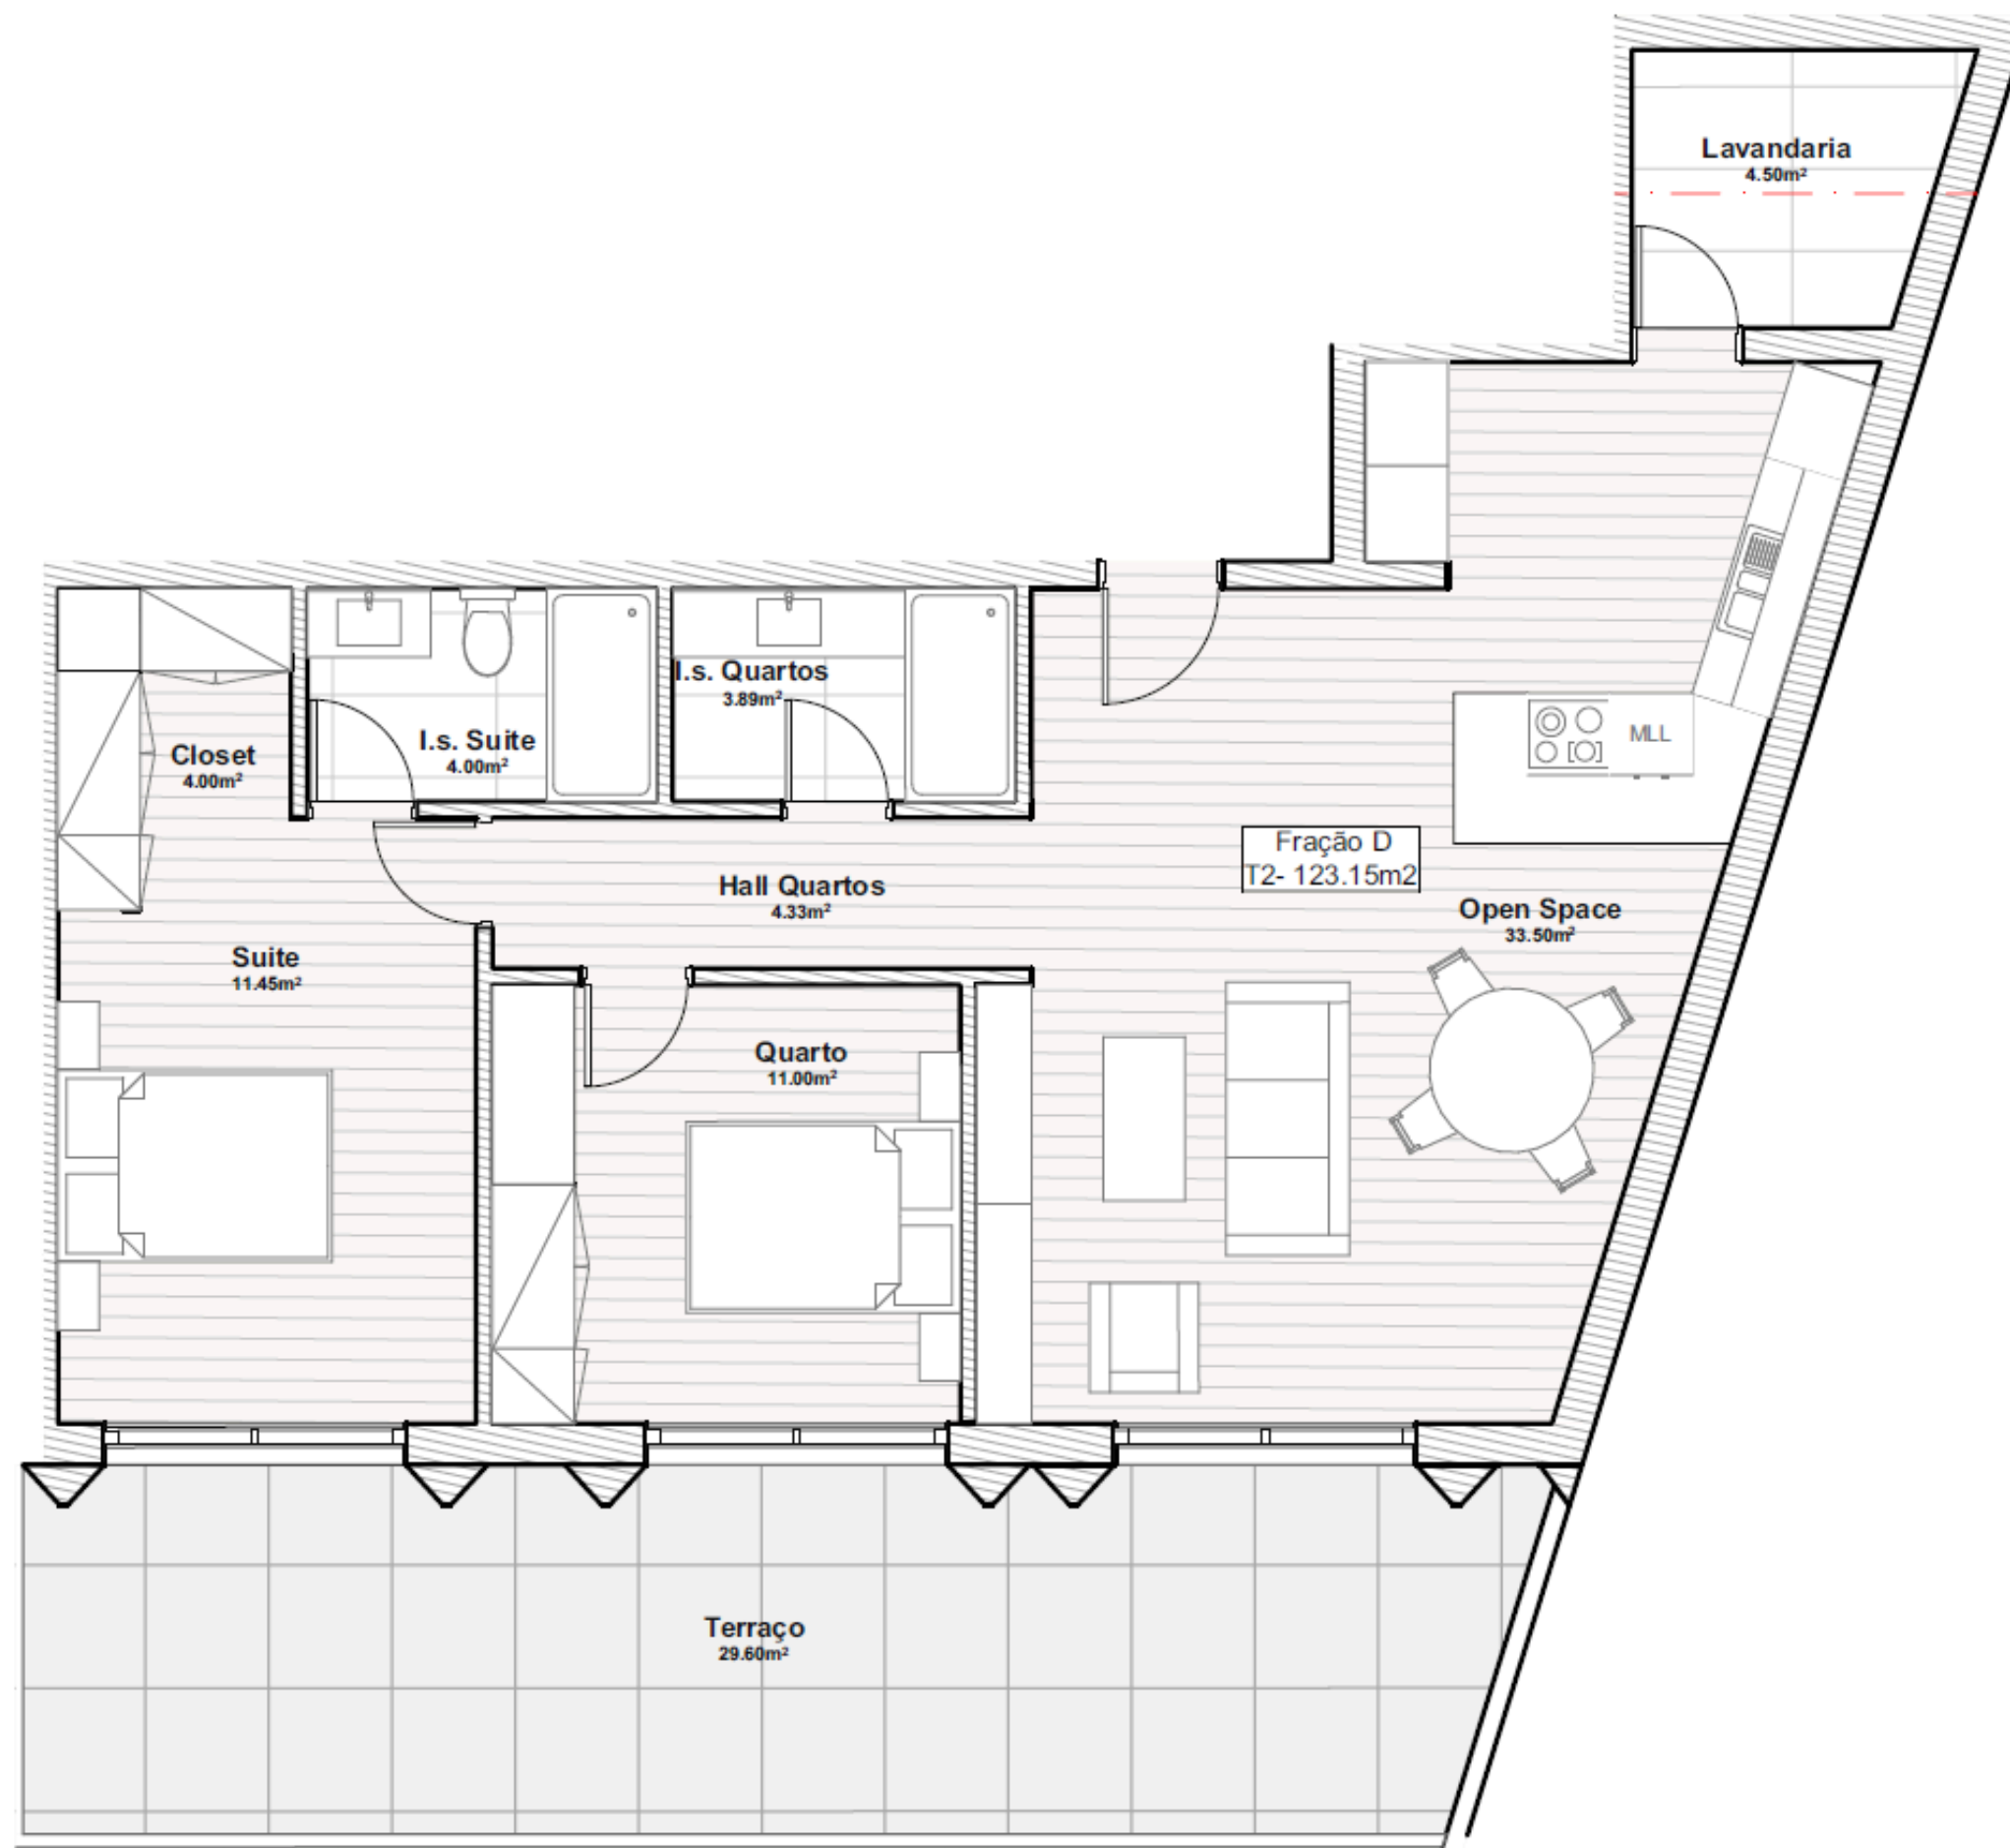 Lavandaria
4.50m²
I.s. Quartos
3.89m²
MLL
I.s. Suite
4.00m²
Closet
4.00m²
Fração D
T2- 123.15m2
Hall Quartos
4.33m²
Open Space
33.50m²
Suite
11.45m²
Quarto
11.00m²
Terraço
29.60m²